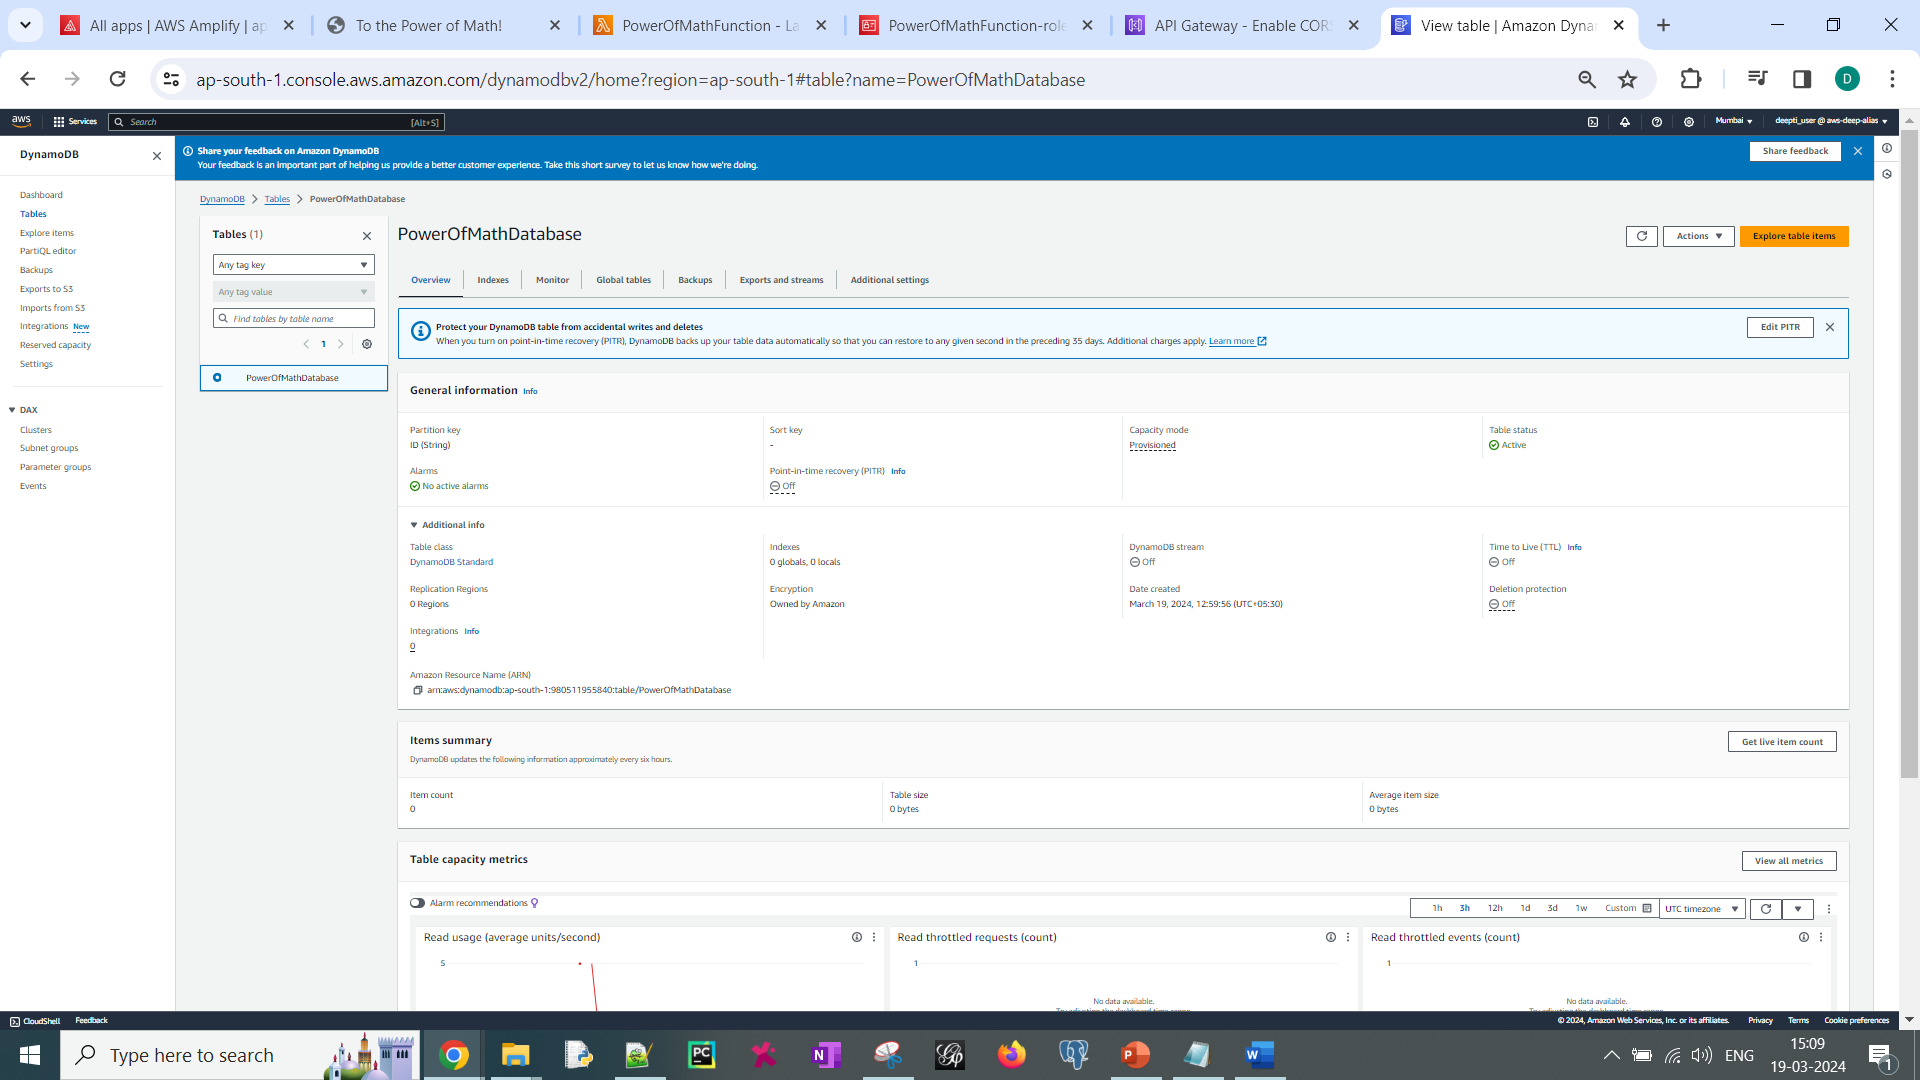 All apps | AWS Amplify | ap
To the Power of Math!
PowerOfMathFunction - La
PowerOfMathFunction-role
API Gateway - Enable CORS
View table | Amazon Dynam
ap-south-1.console.aws.amazon.com/dynamodbv2/home?region=ap-south-1#table?name=PowerOfMathDatabase
D
aws
Services
Search
[Alt+S]
Mumbai
deepti_user @ aws-deep-alias
DynamoDB
Dashboard
Tables
Explore items
PartiQL editor
Backups
Exports to S3
Imports from S3
Integrations New
Reserved capacity
Settings
DAX
Clusters
Subnet groups
Parameter groups
Events
Share your feedback on Amazon DynamoDB
Your feedback is an important part of helping us provide a better customer experience. Take this short survey to let us know how we're doing.
Share feedback
DynamoDB
Tables
PowerOfMathDatabase
Tables (1)
Any tag key
Any tag value
Find tables by table name
1
PowerOfMathDatabase
PowerOfMathDatabase
Actions
Explore table items
Overview
Indexes
Monitor
Global tables
Backups
Exports and streams
Additional settings
Protect your DynamoDB table from accidental writes and deletes
When you turn on point-in-time recovery (PITR), DynamoDB backs up your table data automatically so that you can restore to any given second in the preceding 35 days. Additional charges apply. Learn more
Edit PITR
General information Info
Partition key
ID (String)
Sort key
-
Capacity mode
Provisioned
Table status
Active
Alarms
No active alarms
Point-in-time recovery (PITR) Info
Off
Additional info
Table class
DynamoDB Standard
Indexes
0 globals, 0 locals
DynamoDB stream
Off
Time to Live (TTL) Info
Off
Replication Regions
0 Regions
Encryption
Owned by Amazon
Date created
March 19, 2024, 12:59:56 (UTC+05:30)
Deletion protection
Off
Integrations Info
0
Amazon Resource Name (ARN)
arn:aws:dynamodb:ap-south-1:980511955840:table/PowerOfMathDatabase
Items summary
Get live item count
DynamoDB updates the following information approximately every six hours.
Item count
0
Table size
0 bytes
Average item size
0 bytes
Table capacity metrics
View all metrics
Alarm recommendations
1h
3h
12h
1d
3d
1w
Custom
UTC timezone
Read usage (average units/second)
5
Read throttled requests (count)
1
No data available.
Read throttled events (count)
1
No data available.
CloudShell
Feedback
© 2024, Amazon Web Services, Inc. or its affiliates.
Privacy
Terms
Cookie preferences
Type here to search
PC
N
P
W
ENG
15:09
19-03-2024
1